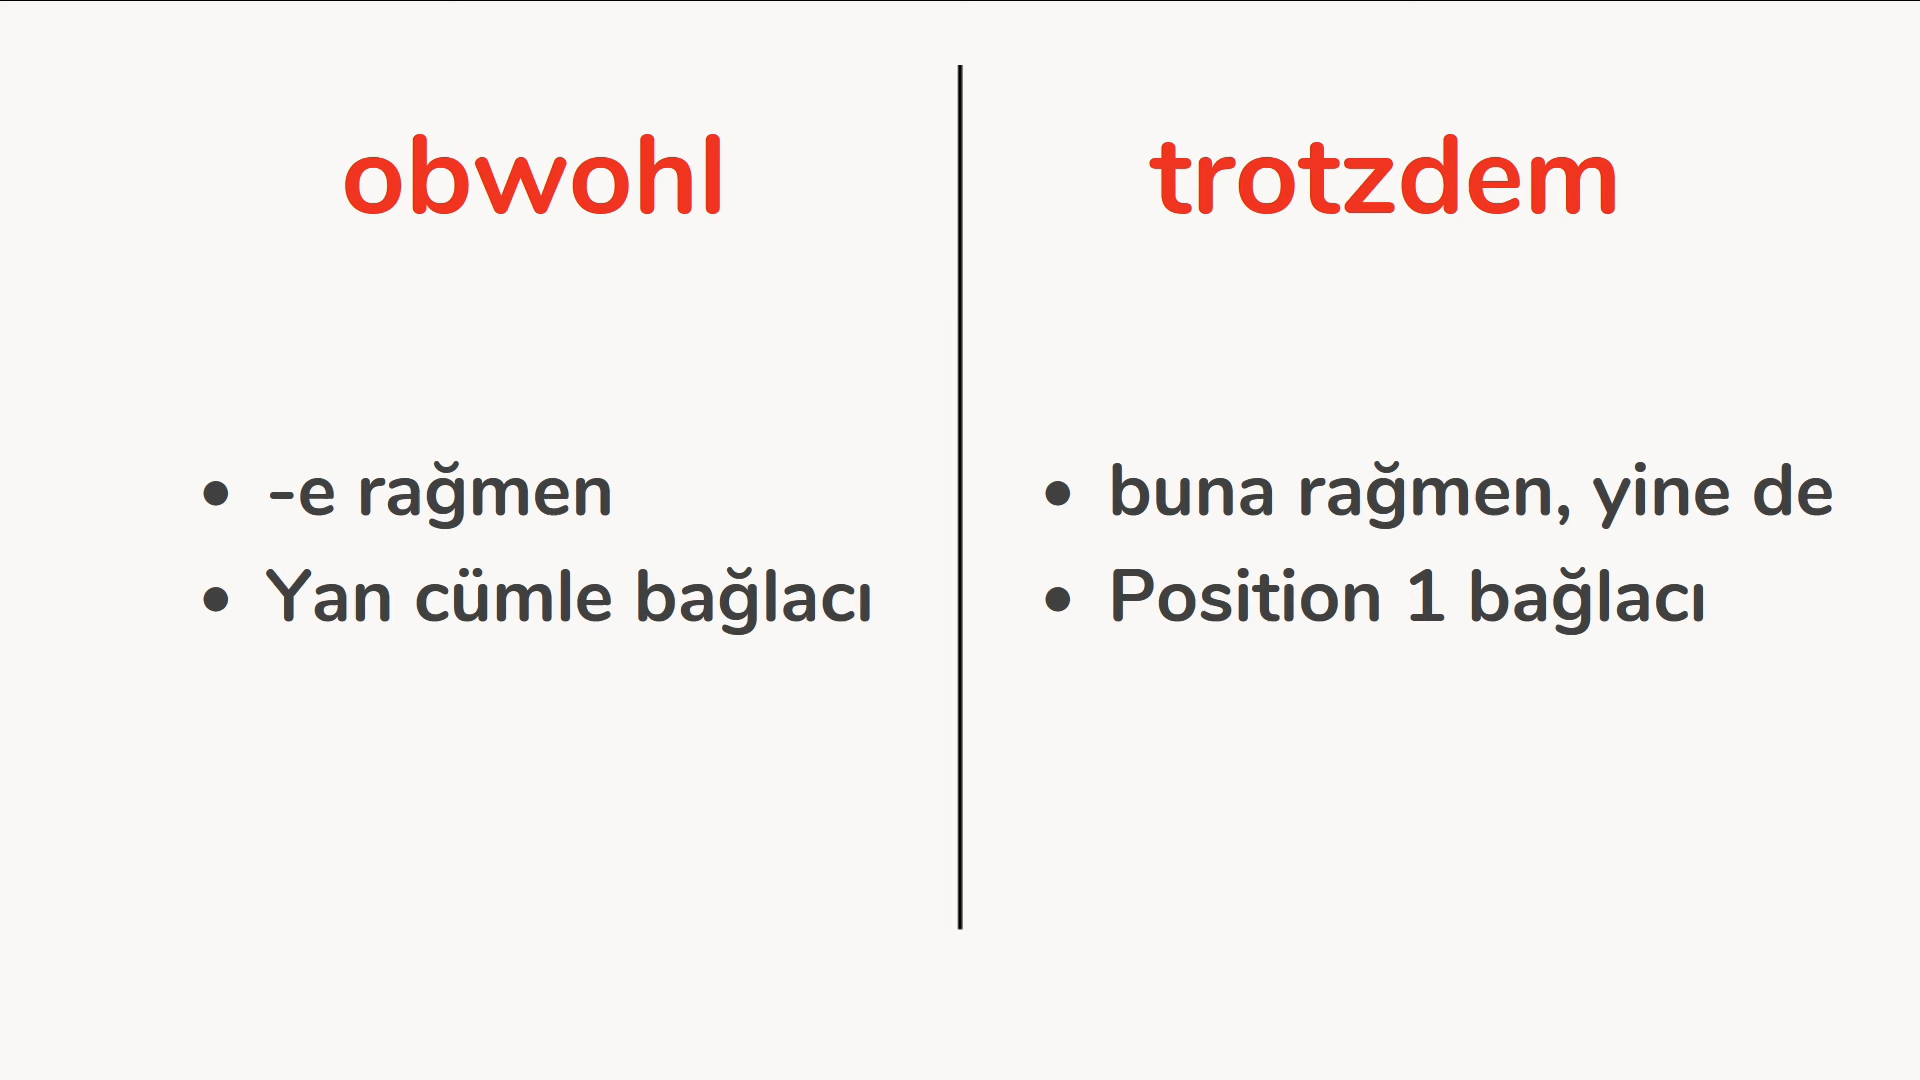 obwohl
• -e rağmen
• Yan cümle bağlacı
trotzdem
• buna rağmen, yine de
• Position 1 bağlacı